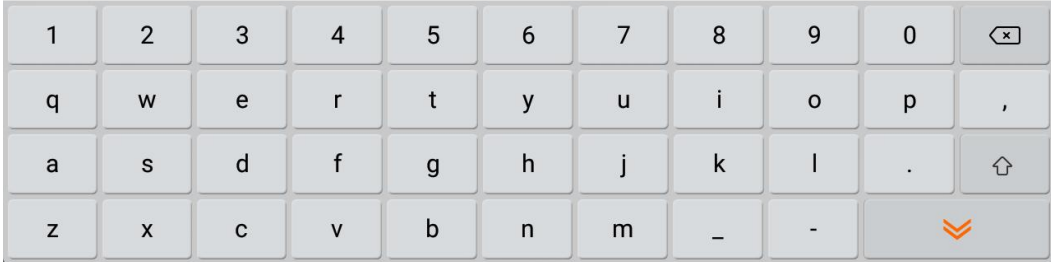 1 2 3 4 5 6 7 8 9 0
q w e r t y u i o p ,
a s d f g h j k l .
z x c v b n m _ -